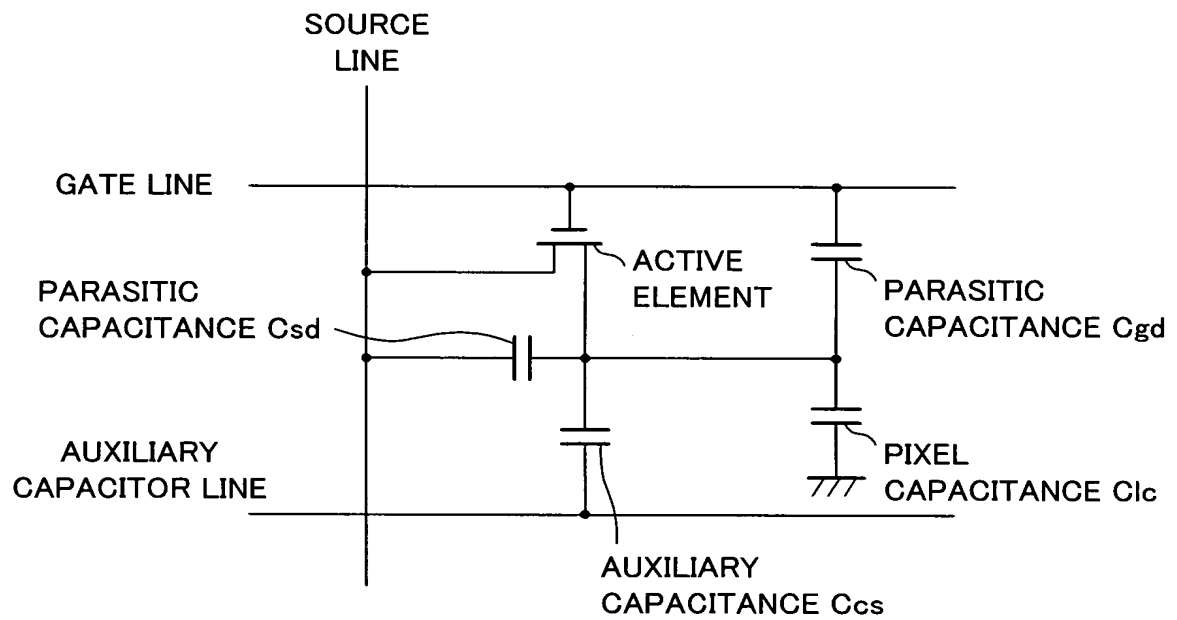 SOURCE
LINE
GATE LINE
ACTIVE
ELEMENT
PARASITIC
CAPACITANCE Csd
PARASITIC
CAPACITANCE Cgd
AUXILIARY
CAPACITOR LINE
PIXEL
CAPACITANCE Clc
AUXILIARY
CAPACITANCE Ccs